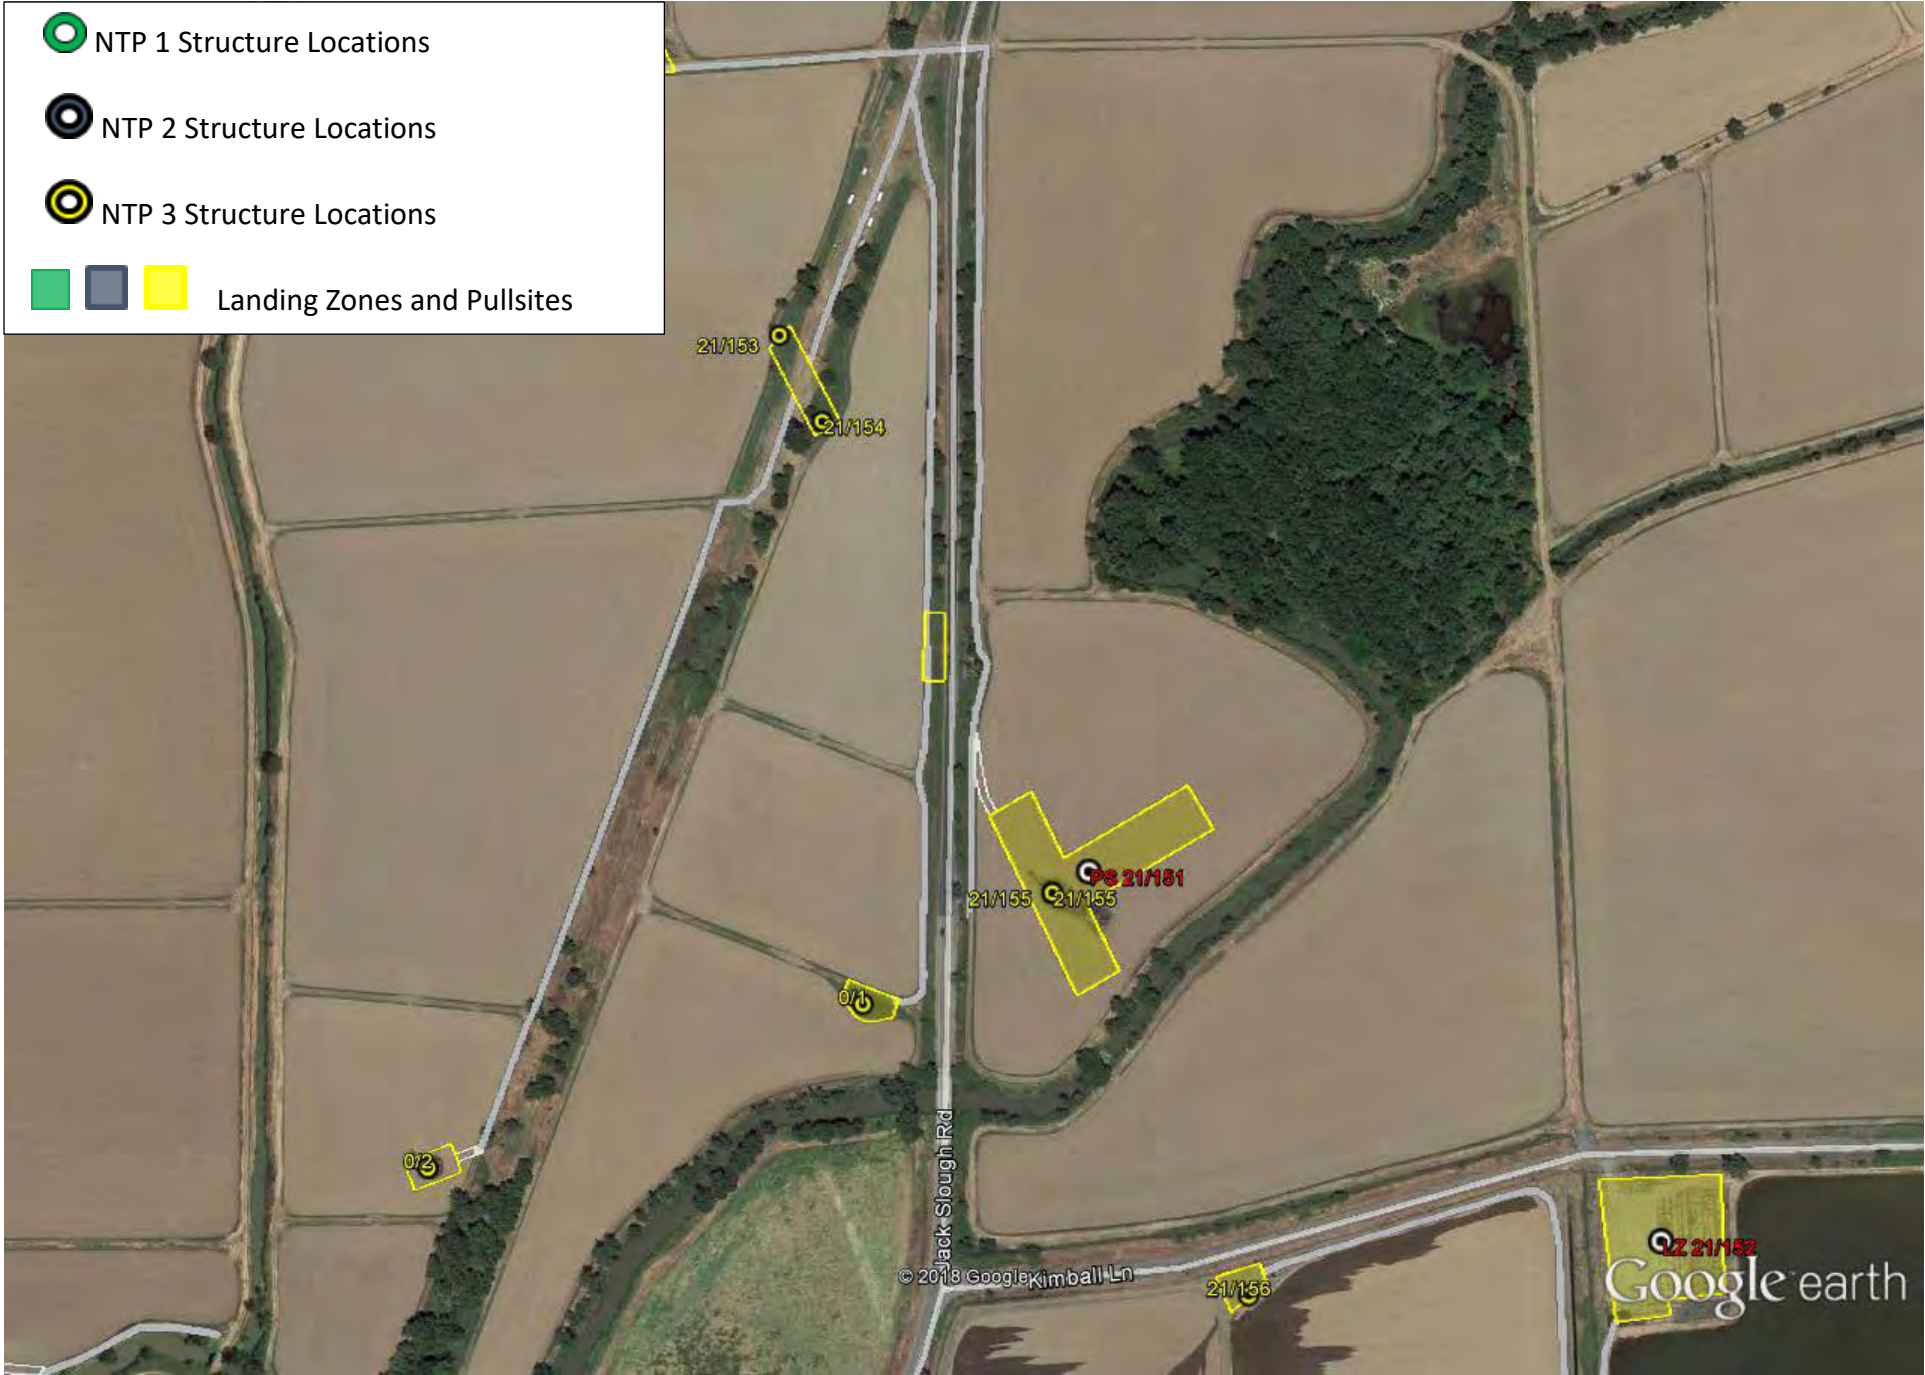 NTP 1 Structure Locations
NTP 2 Structure Locations
NTP 3 Structure Locations
Landing Zones and Pullsites
21/153
21/154
PS 21/151
21/155
21/155
0/1
0/2
Jack Slough Rd
© 2018 Google
Kimball Ln
21/156
LZ 21/152
Google earth